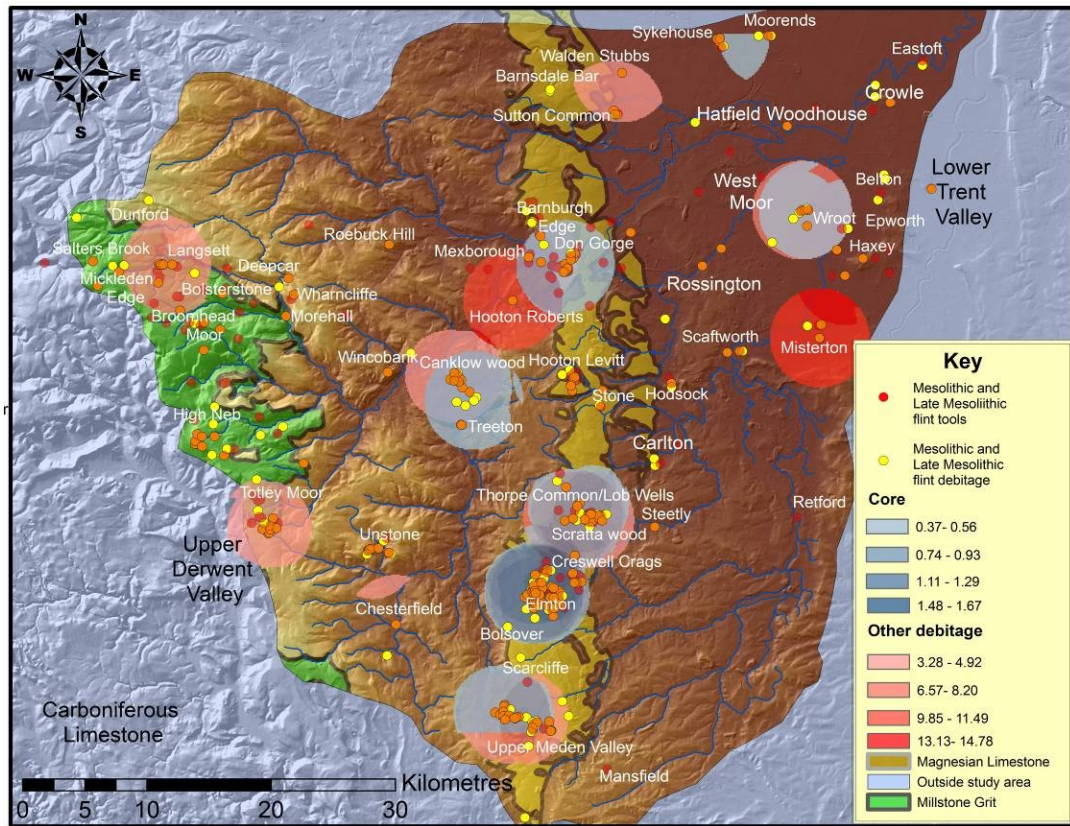 N
W E
S
Sykehouse
Moorends
Walden Stubbs
Eastoft
Barnsdale Bar
Crowle
Sutton Common
Hatfield Woodhouse
Lower
Trent
Valley
West
Moor
Belton
Dunford
Barnburgh
Edge
Wroot
Epworth
Roebuck Hill
Salters Brook
Langsett
Don Gorge
Haxey
Mexborough
Deepcar
Mickleden
Edge
Bolsterstone
Wharncliffe
Rossington
Broomhead
Moor
Morehall
Hooton Roberts
Scaftworth
Misterton
Wincobank
Canklow wood
Hooton Levitt
Hodsock
Stone
High Neb
Treeton
Carlton
Totley Moor
Thorpe Common/Lob Wells
Retford
Steetly
Scratta wood
Unstone
Upper
Derwent
Valley
Creswell Crags
Elmton
Chesterfield
Bolsover
Scarcliffe
Carboniferous
Limestone
Upper Meden Valley
Mansfield
Kilometres
0 5 10 20 30
r
Key
Mesolithic and
Late Mesoliithic
flint tools
Mesolithic and
Late Mesolithic
flint debitage
Core
0.37- 0.56
0.74 - 0.93
1.11 - 1.29
1.48 - 1.67
Other debitage
3.28 - 4.92
6.57- 8.20
9.85 - 11.49
13.13- 14.78
Magnesian Limestone
Outside study area
Millstone Grit